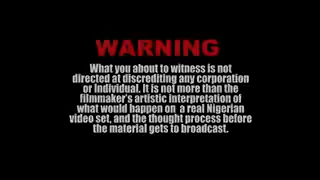 WARNING
What you about to witness is not
directed at discrediting any corporation
or Individual. It is not more than the
filmmaker's artistic interpretation of
what would happen on a real Nigerian
video set, and the thought process before
the material gets to broadcast.